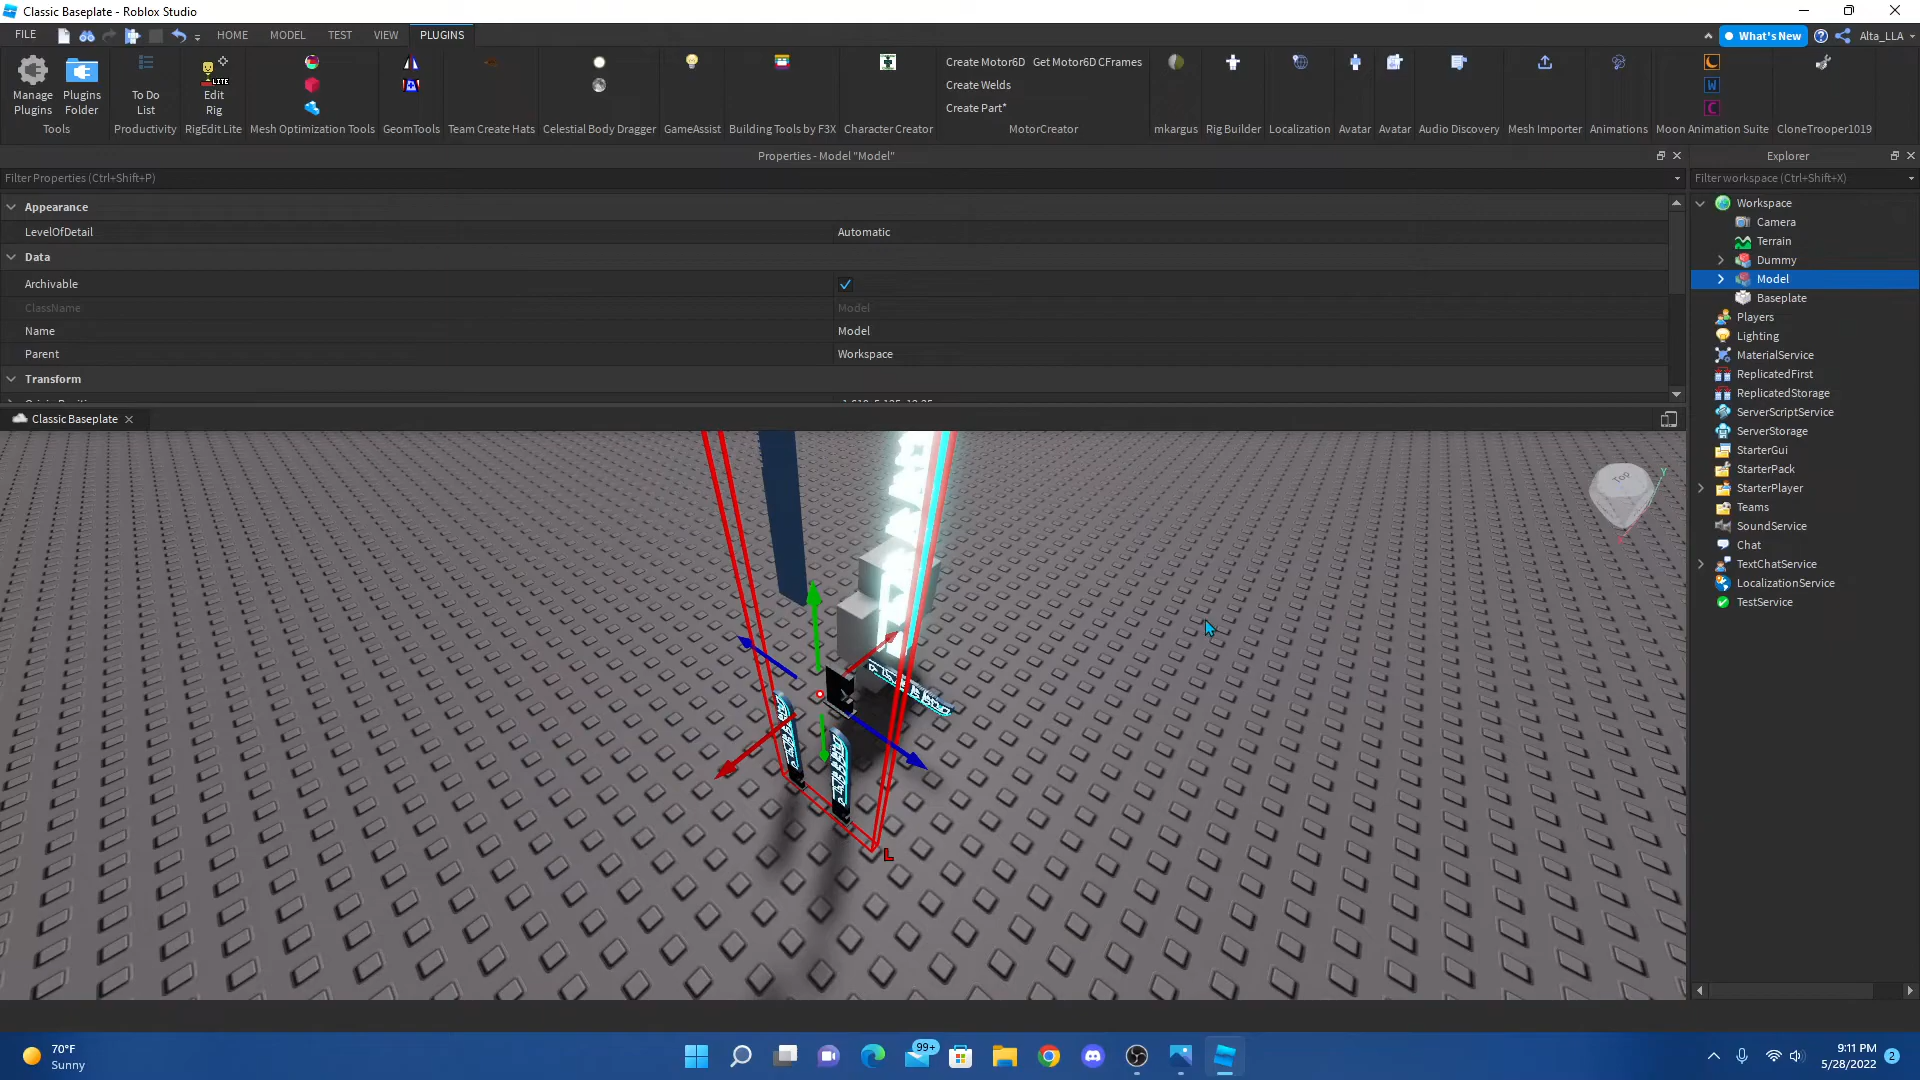 Classic Baseplate - Roblox Studio
FILE HOME MODEL TEST VIEW PLUGINS What's New Alta_LLA
LITE
Create Motor6D Get Motor6D CFrames
Create Welds
Create Part*
Manage Plugins
Plugins Folder
To Do List
Edit Rig
Tools Productivity RigEdit Lite Mesh Optimization Tools GeomTools Team Create Hats Celestial Body Dragger GameAssist Building Tools by F3X Character Creator MotorCreator mkargus Rig Builder Localization Avatar Avatar Audio Discovery Mesh Importer Animations Moon Animation Suite CloneTrooper1019
Properties - Model "Model"
Filter Properties (Ctrl+Shift+P)
Appearance
LevelOfDetail Automatic
Data
Archivable
ClassName Model
Name Model
Parent Workspace
Transform
Classic Baseplate
Explorer
Filter workspace (Ctrl+Shift+X)
Workspace
Camera
Terrain
Dummy
Model
Baseplate
Players
Lighting
MaterialService
ReplicatedFirst
ReplicatedStorage
ServerScriptService
ServerStorage
StarterGui
StarterPack
StarterPlayer
Teams
SoundService
Chat
TextChatService
LocalizationService
TestService
Top
Y
L
70°F
Sunny
99+
9:11 PM
5/28/2022
2